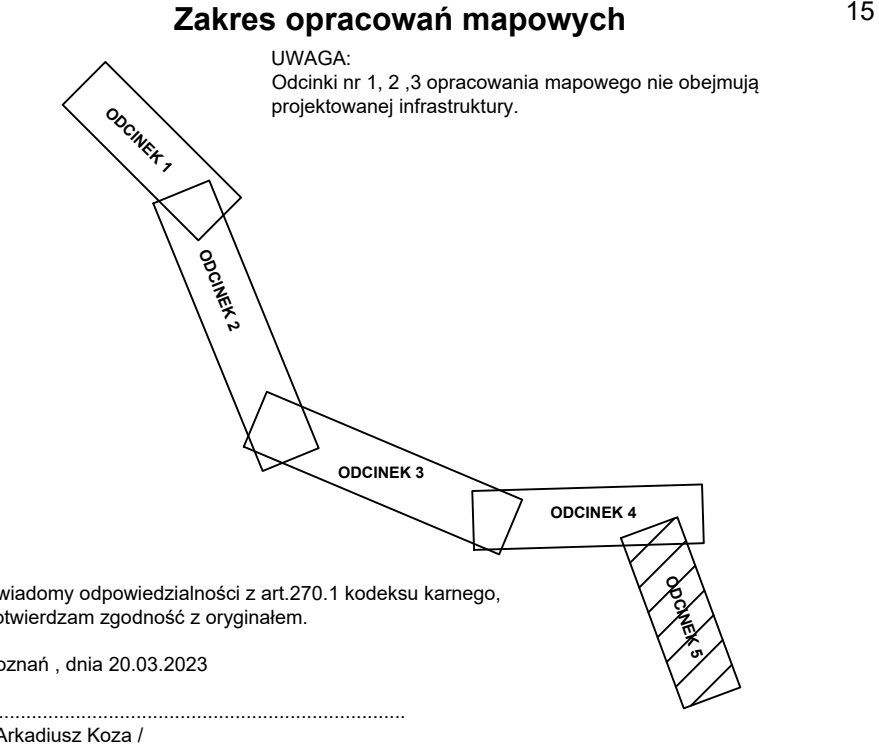 Zakres opracowań mapowych
15
UWAGA:
Odcinki nr 1, 2 ,3 opracowania mapowego nie obejmują
projektowanej infrastruktury.
ODCINEK 1
ODCINEK 2
ODCINEK 3
ODCINEK 4
ODCINEK 5
wiadomy odpowiedzialności z art.270.1 kodeksu karnego,
otwierdzam zgodność z oryginałem.
oznań , dnia 20.03.2023
..........................................................................
Arkadiusz Koza /